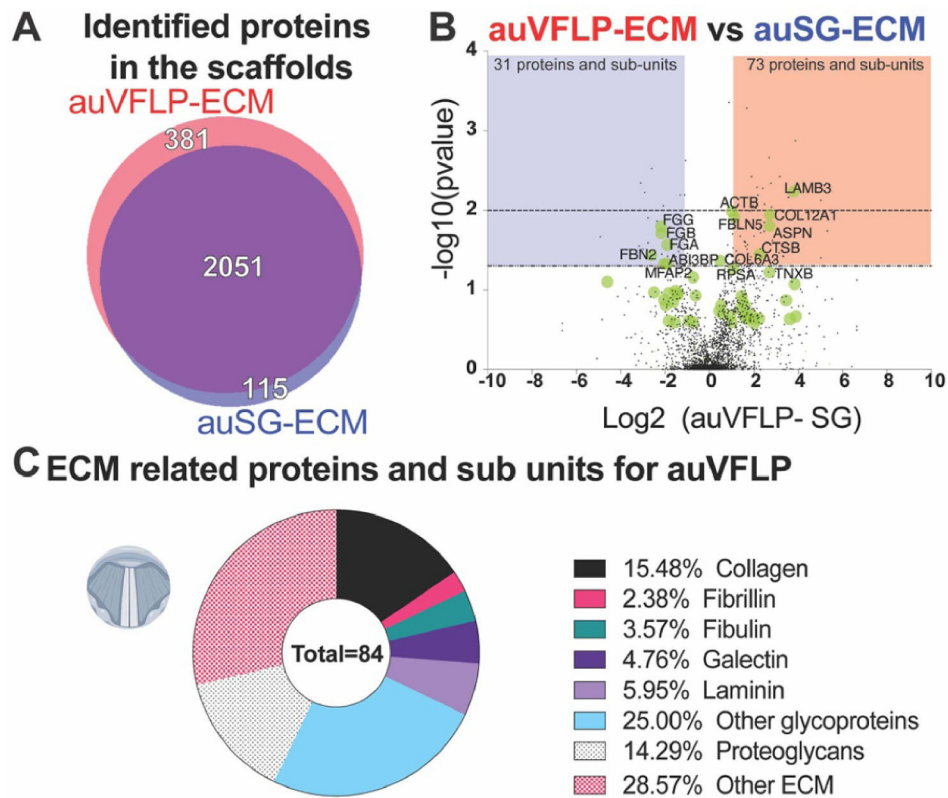 A
Identified proteins
in the scaffolds
auVFLP-ECM
381
2051
115
auSG-ECM
B
auVFLP-ECM vs auSG-ECM
31 proteins and sub-units
73 proteins and sub-units
-log10(pvalue)
4
3
2
1
0
LAMB3
ACTB
COL12A1
FBLN5
ASPN
FGG
FGB
FGA
CTSB
FBN2
ABI3BP
COL6A3
MFAP2
RPSA
TNXB
-10 -8 -6 -4 -2 0 2 4 6 8 10
Log2 (auVFLP- SG)
C ECM related proteins and sub units for auVFLP
Total=84
15.48% Collagen
2.38% Fibrillin
3.57% Fibulin
4.76% Galectin
5.95% Laminin
25.00% Other glycoproteins
14.29% Proteoglycans
28.57% Other ECM